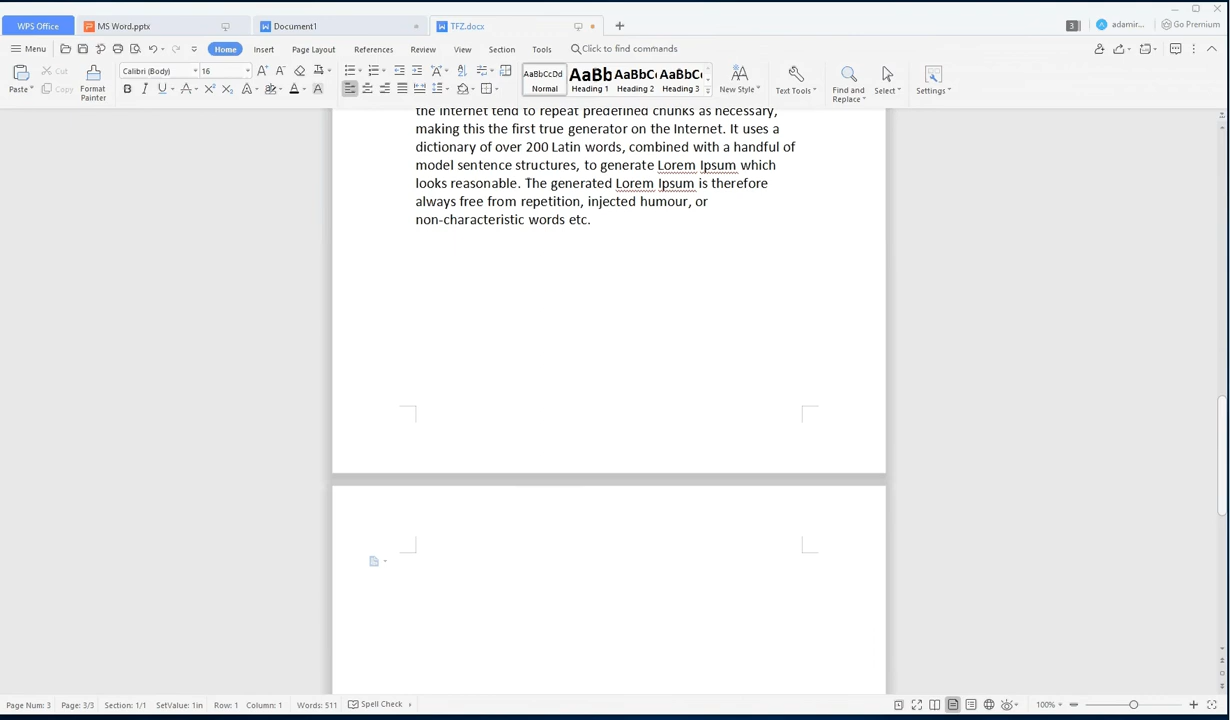 WPS Office MS Word.pptx Document1 TFZ.docx 3 adamir... Go Premium
Menu Home Insert Page Layout References Review View Section Tools Click to find commands
Paste Cut Copy Format Painter Calibri (Body) 16 AaBbCcDd Normal AaBb Heading 1 AaBbC Heading 2 AaBbC Heading 3 New Style Text Tools Find and Replace Select Settings
the Internet tend to repeat predefined chunks as necessary,
making this the first true generator on the Internet. It uses a
dictionary of over 200 Latin words, combined with a handful of
model sentence structures, to generate Lorem Ipsum which
looks reasonable. The generated Lorem Ipsum is therefore
always free from repetition, injected humour, or
non-characteristic words etc.
Page Num: 3 Page: 3/3 Section: 1/1 SetValue: 1in Row: 1 Column: 1 Words: 511 Spell Check 100%